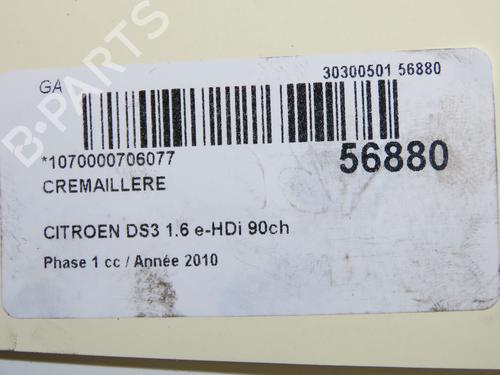 B-PARTS
GA
30300501 56880
*1070000706077
56880
CREMAILLERE
CITROEN DS3 1.6 e-HDi 90ch
Phase 1 cc / Année 2010